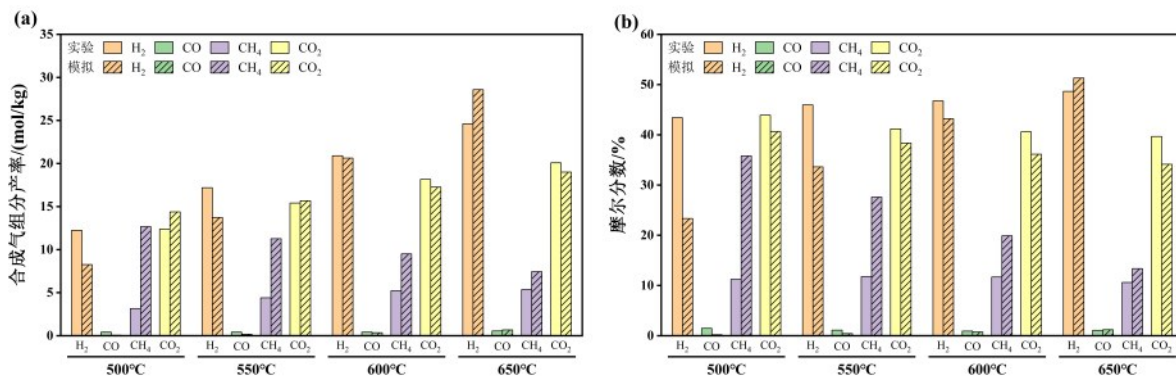 (a)
合成气组分产率/(mol/kg)
35
30
25
20
15
10
5
0
实验 H₂ CO CH₄ CO₂
模拟 H₂ CO CH₄ CO₂
H₂ CO CH₄ CO₂ H₂ CO CH₄ CO₂ H₂ CO CH₄ CO₂ H₂ CO CH₄ CO₂
500℃ 550℃ 600℃ 650℃
(b)
摩尔分数/%
60
50
40
30
20
10
0
实验 H₂ CO CH₄ CO₂
模拟 H₂ CO CH₄ CO₂
H₂ CO CH₄ CO₂ H₂ CO CH₄ CO₂ H₂ CO CH₄ CO₂ H₂ CO CH₄ CO₂
500℃ 550℃ 600℃ 650℃